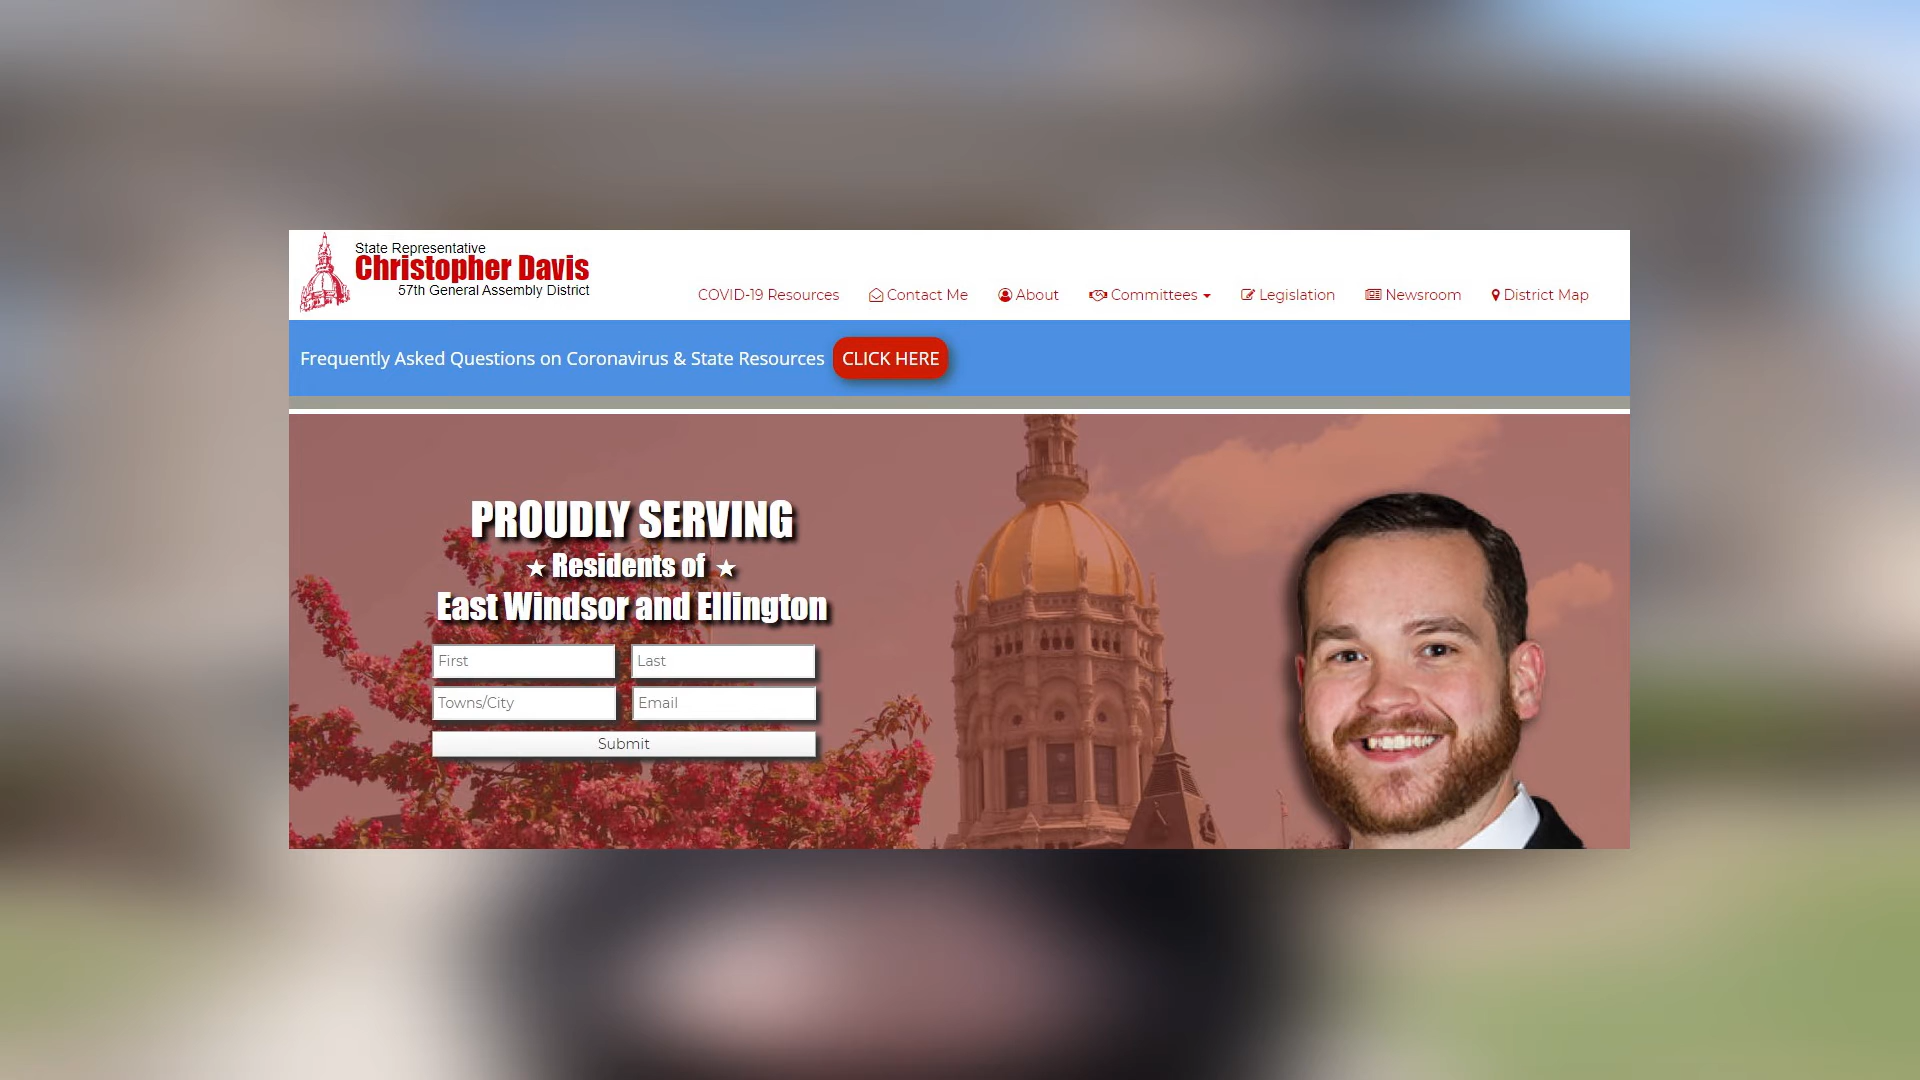 State Representative
Christopher Davis
57th General Assembly District
COVID-19 Resources Contact Me About Committees Legislation Newsroom District Map
Frequently Asked Questions on Coronavirus & State Resources CLICK HERE
PROUDLY SERVING
★ Residents of ★
East Windsor and Ellington
First Last
Towns/City Email
Submit